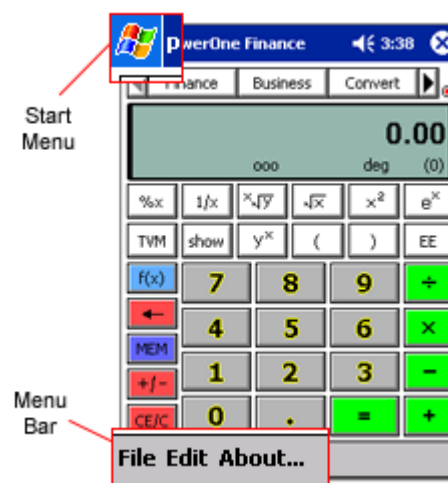 pwerOne Finance 3:38
Start
Menu
Finance Business Convert
0.00
ooo deg (0)
%x 1/x x√y √x x² eˣ
TVM show yˣ ( ) EE
f(x) 7 8 9 ÷
← 4 5 6 ×
MEM
+/- 1 2 3 −
CE/C 0 . = +
Menu
Bar
File Edit About...